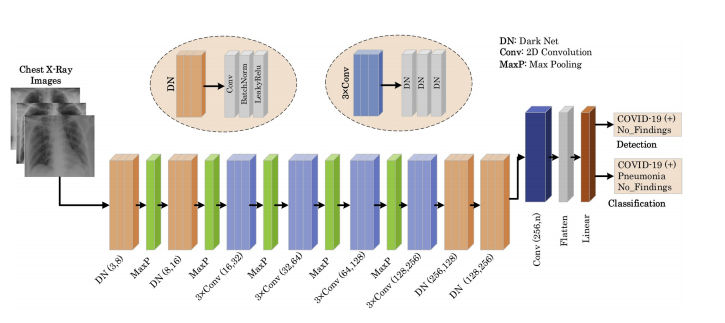 DN: Dark Net
Conv: 2D Convolution
MaxP: Max Pooling
Chest X-Ray
Images
DN
Conv
BatchNorm
LeakyRelu
3×Conv
DN
DN
DN
DN (3,8)
MaxP
DN (8,16)
MaxP
3×Conv (16,32)
MaxP
3×Conv (32,64)
MaxP
3×Conv (64,128)
MaxP
3×Conv (128,256)
DN (256,128)
DN (128,256)
Conv (256,n)
Flatten
Linear
COVID-19 (+)
No_Findings
Detection
COVID-19 (+)
Pneumonia
No_Findings
Classification